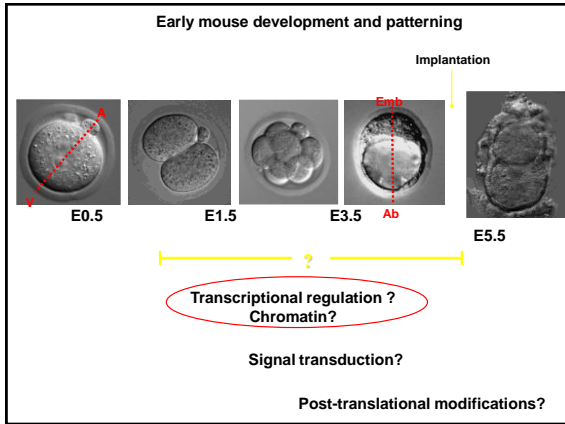 Early mouse development and patterning
Implantation
A
V
Emb
Ab
E0.5
E1.5
E3.5
E5.5
?
Transcriptional regulation ?
Chromatin?
Signal transduction?
Post-translational modifications?